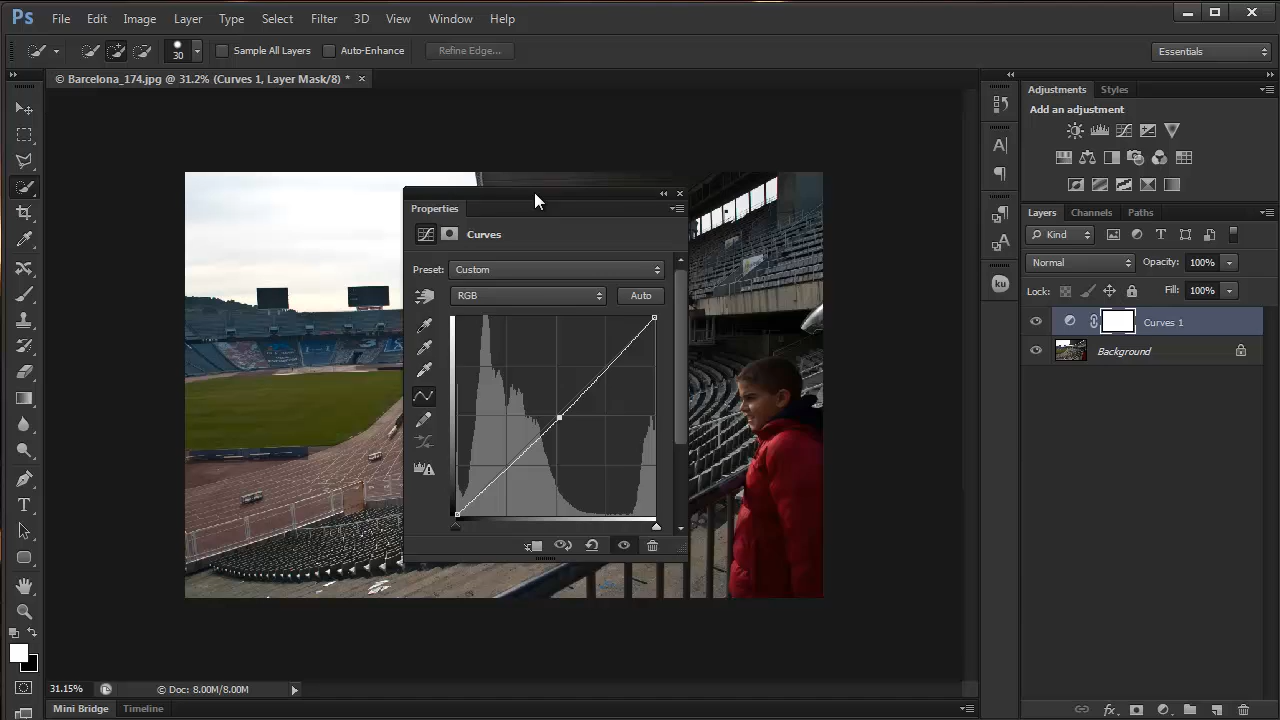 Ps File Edit Image Layer Type Select Filter 3D View Window Help
30 Sample All Layers Auto-Enhance Refine Edge... Essentials
© Barcelona_174.jpg @ 31.2% (Curves 1, Layer Mask/8) * ×
Adjustments Styles
Add an adjustment
Properties
Curves
Preset: Custom
RGB Auto
Layers Channels Paths
Kind
Normal Opacity: 100%
Lock: Fill: 100%
Curves 1
Background
ku
31.15% © Doc: 8.00M/8.00M
Mini Bridge Timeline